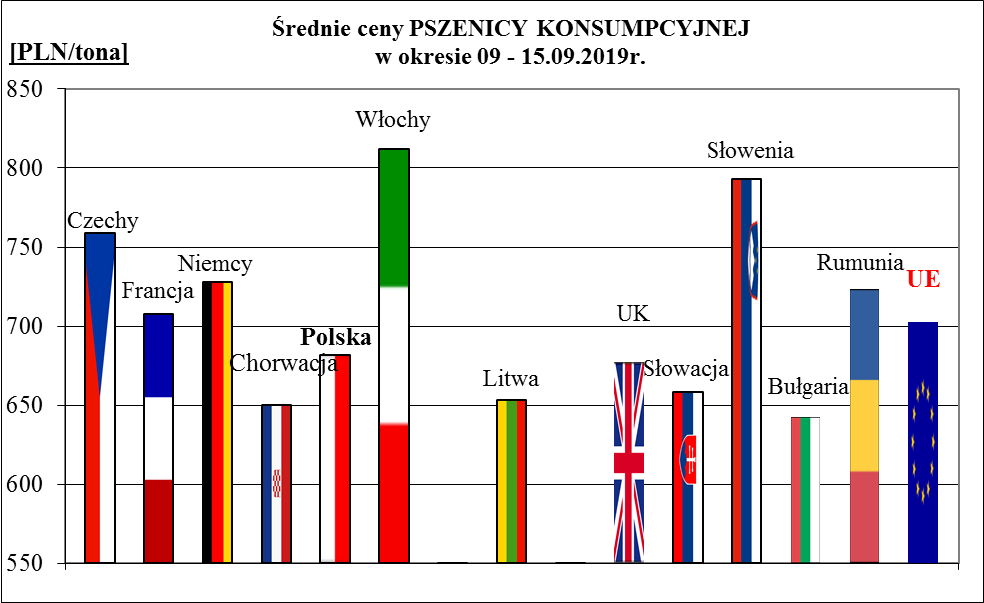 Średnie ceny PSZENICY KONSUMPCYJNEJ
w okresie 09 - 15.09.2019r.
[PLN/tona]
850
800
750
700
650
600
550
Czechy
Francja
Niemcy
Chorwacja
Polska
Włochy
Litwa
UK
Słowacja
Słowenia
Bułgaria
Rumunia
UE